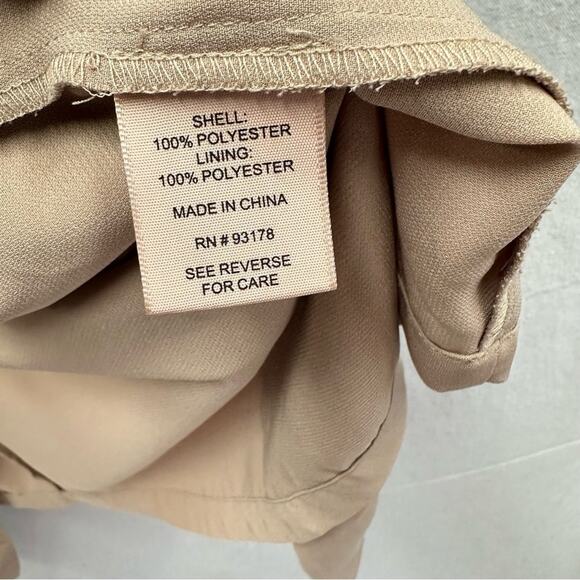 SHELL:
100% POLYESTER
LINING:
100% POLYESTER
MADE IN CHINA
RN # 93178
SEE REVERSE
FOR CARE